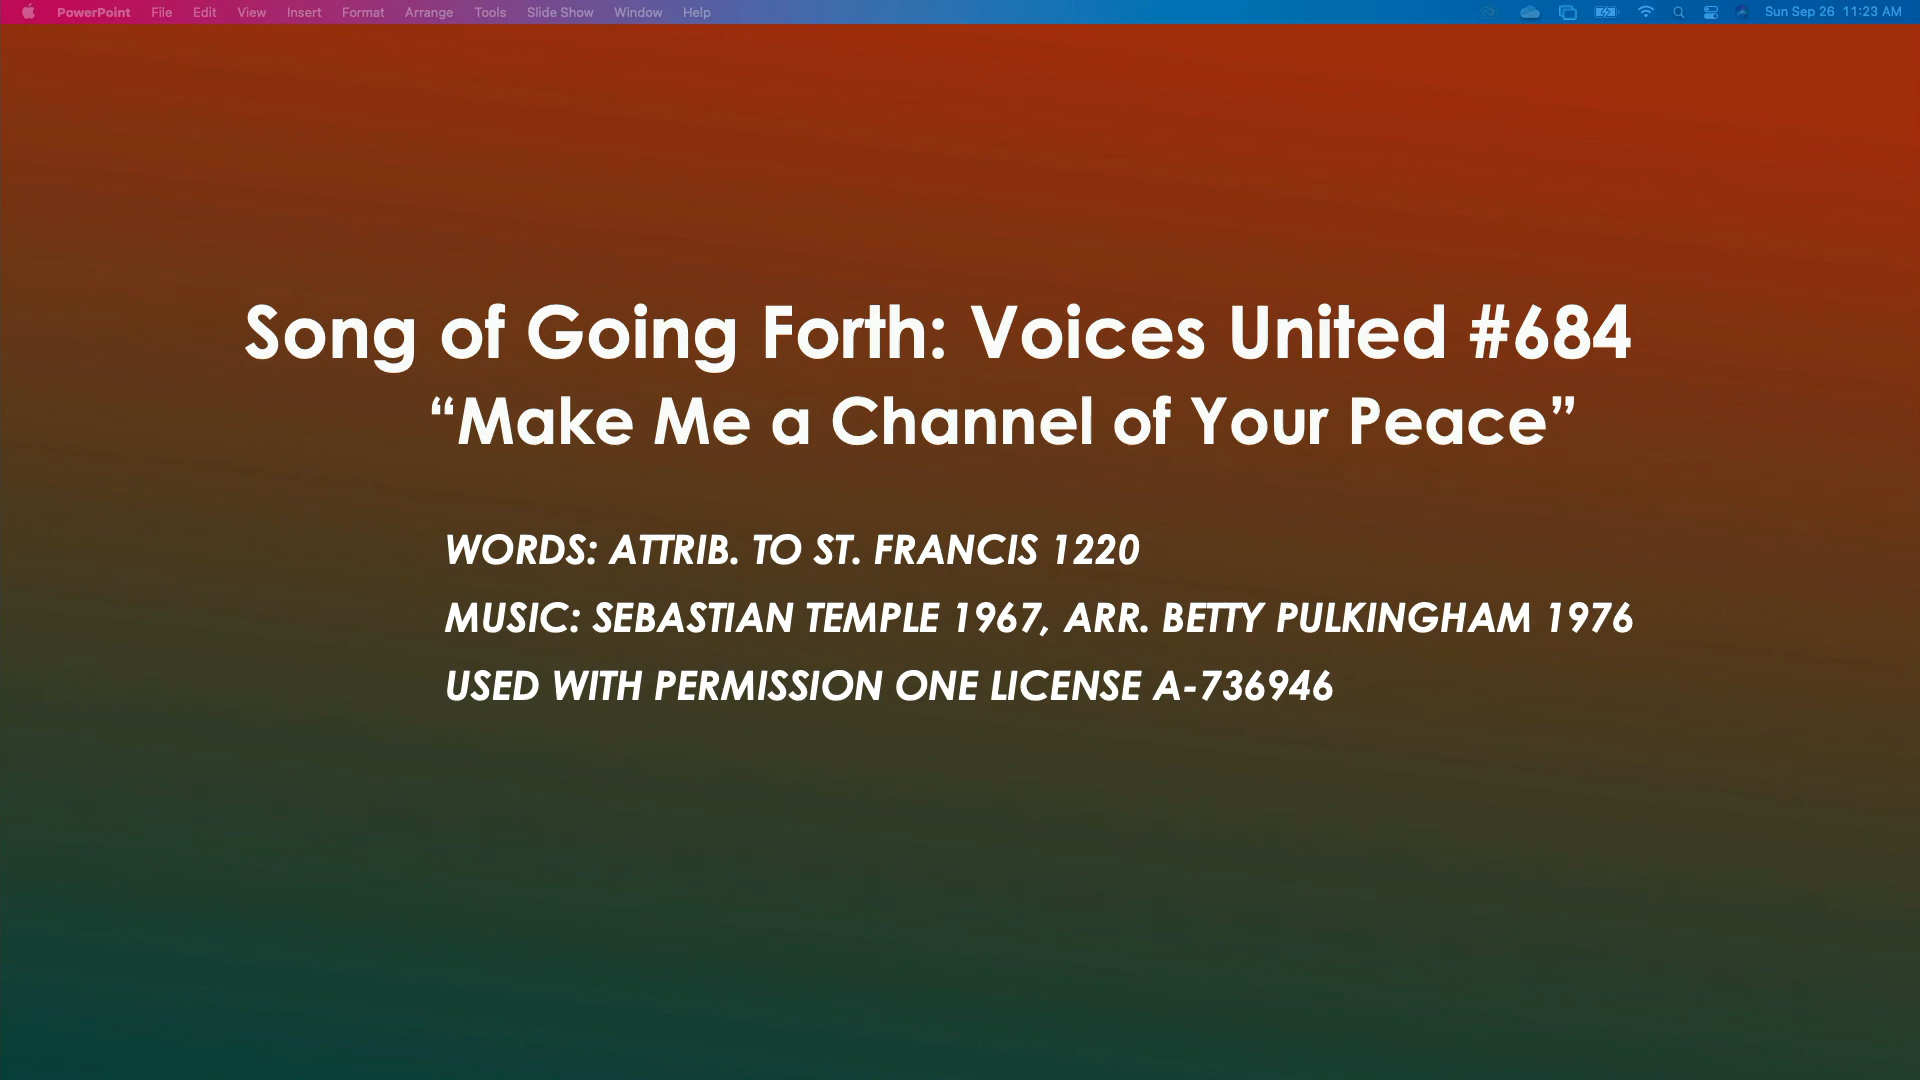 PowerPoint File Edit View Insert Format Arrange Tools Slide Show Window Help Sun Sep 26 11:23 AM
Song of Going Forth: Voices United #684
“Make Me a Channel of Your Peace”
WORDS: ATTRIB. TO ST. FRANCIS 1220
MUSIC: SEBASTIAN TEMPLE 1967, ARR. BETTY PULKINGHAM 1976
USED WITH PERMISSION ONE LICENSE A-736946